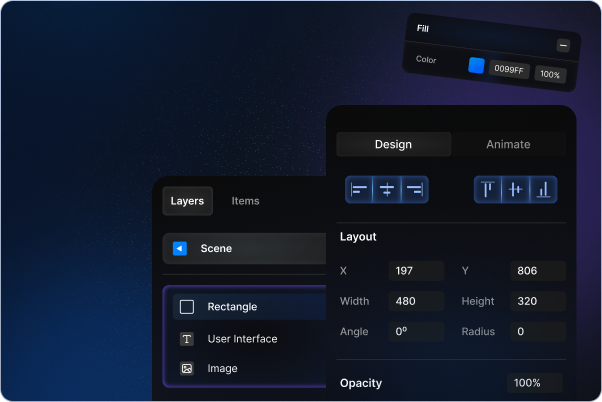 Fill
Color 0099FF 100%
Design Animate
Layers Items
Scene
Rectangle
T User Interface
Image
Layout
X 197 Y 806
Width 480 Height 320
Angle 0º Radius 0
Opacity 100%